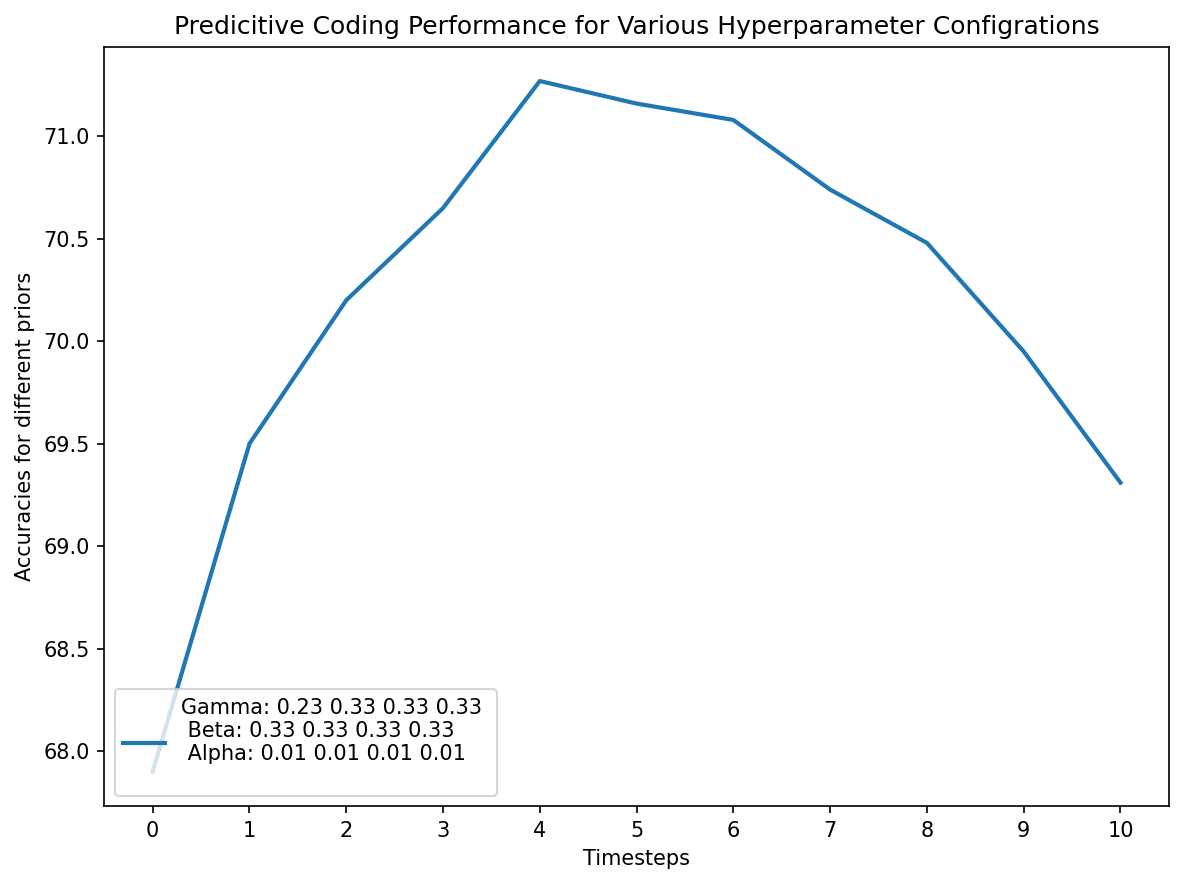 Predicitive Coding Performance for Various Hyperparameter Configrations
Accuracies for different priors
71.0
70.5
70.0
69.5
69.0
68.5
68.0
Gamma: 0.23 0.33 0.33 0.33
Beta: 0.33 0.33 0.33 0.33
Alpha: 0.01 0.01 0.01 0.01
0 1 2 3 4 5 6 7 8 9 10
Timesteps